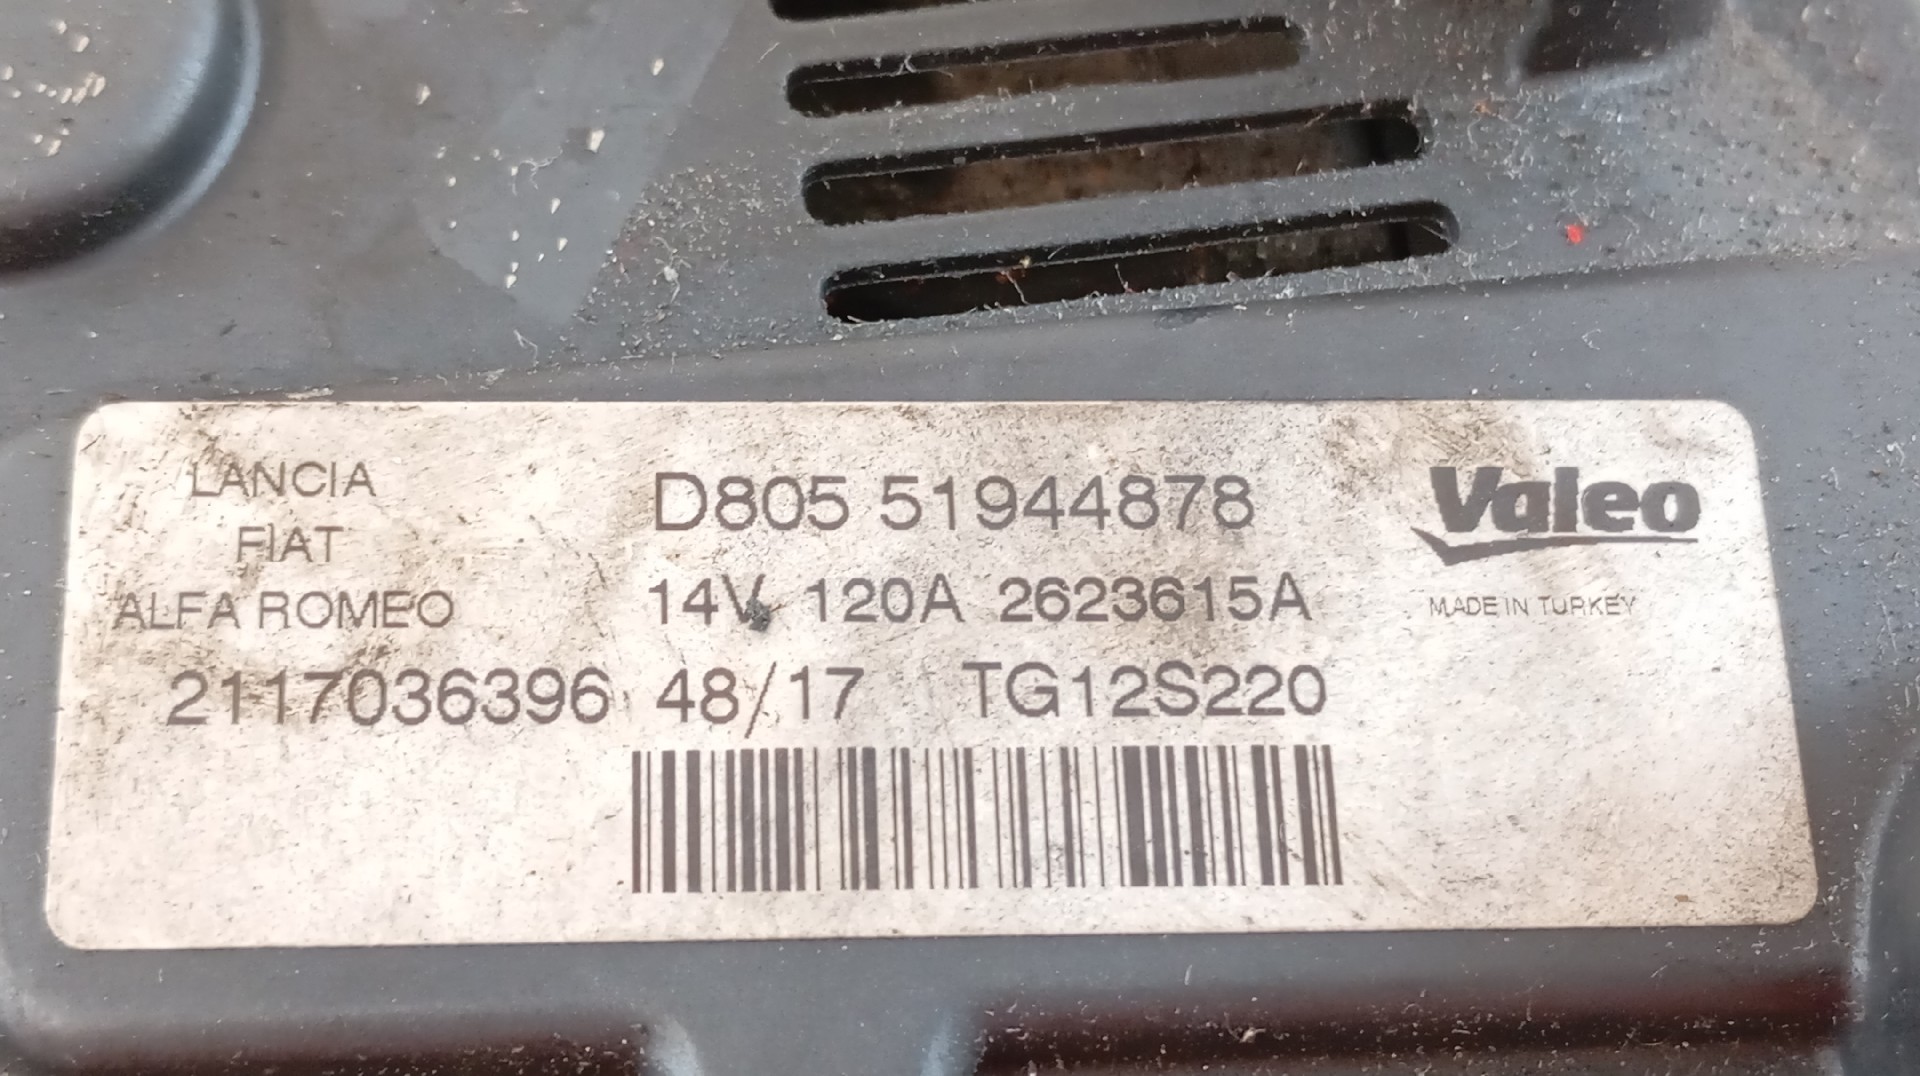 LANCIA
FIAT
ALFA ROMEO
D805 51944878
14V 120A 2623615A
2117036396 48/17 TG12S220
Valeo
MADE IN TURKEY